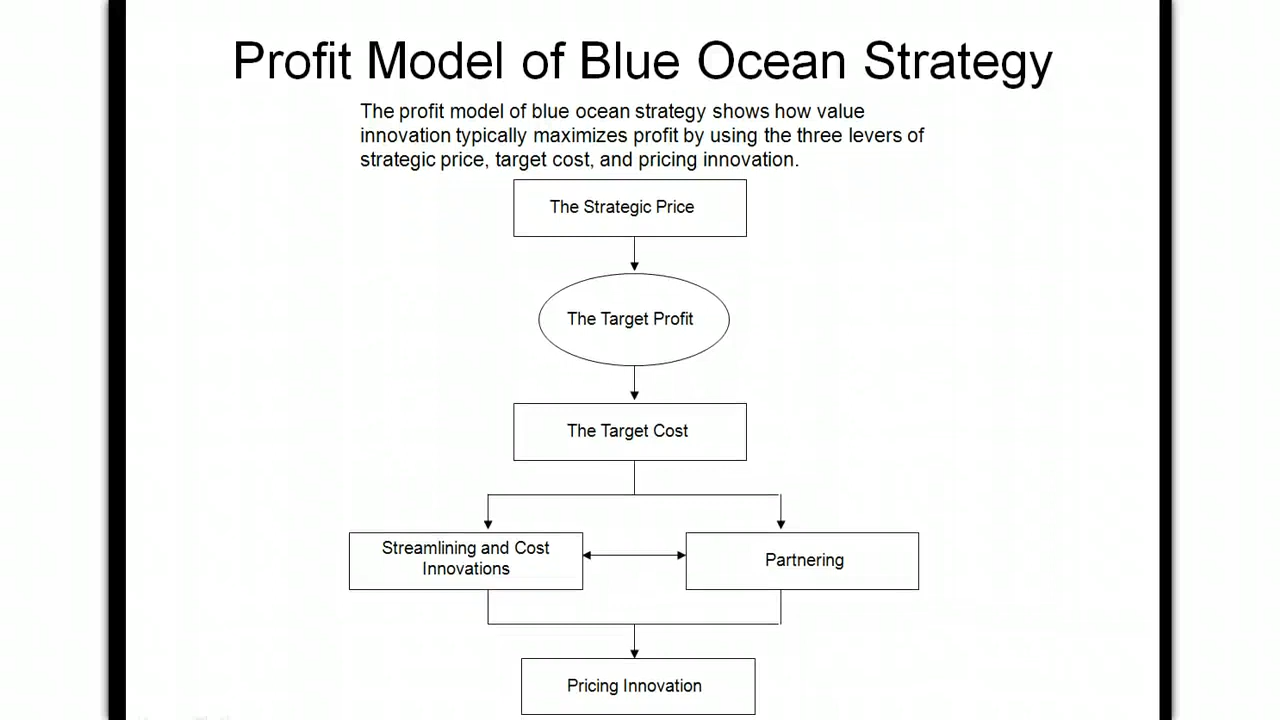 Profit Model of Blue Ocean Strategy
The profit model of blue ocean strategy shows how value
innovation typically maximizes profit by using the three levers of
strategic price, target cost, and pricing innovation.
The Strategic Price
The Target Profit
The Target Cost
Streamlining and Cost
Innovations
Partnering
Pricing Innovation